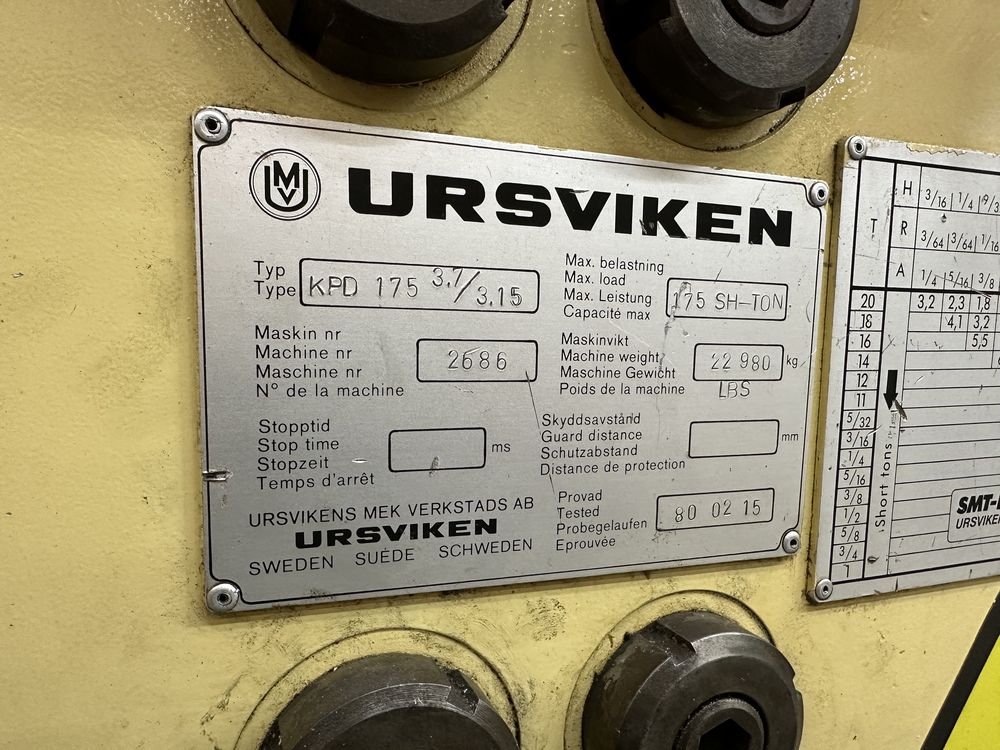 MVU URSVIKEN
Typ
Type KPD 175 3.7/3.15
Max. belastning
Max. load
Max. Leistung
Capacité max 175 SH-TON
Maskin nr
Machine nr
Maschine nr
N° de la machine 2686
Maskinvikt
Machine weight
Maschine Gewicht
Poids de la machine 22 980 kg
LBS
Stopptid
Stop time
Stopzeit
Temps d'arrêt ms
Skyddsavstånd
Guard distance
Schutzabstand
Distance de protection mm
URSVIKENS MEK VERKSTADS AB
URSVIKEN
SWEDEN SUÉDE SCHWEDEN
Provad
Tested
Probegelaufen
Eprouvée 80 02 15
T
H 3/16 1/4
R 3/64 3/64 1/16
A 1/4 5/16 3/8
20 3,2 2,3 1,8
18 4,1 3,2
16 5,5
14
12
11
5/32
3/16
1/4
5/16
3/8
1/2
5/8
3/4
1
Short tons
SMT-
URSVIKEN